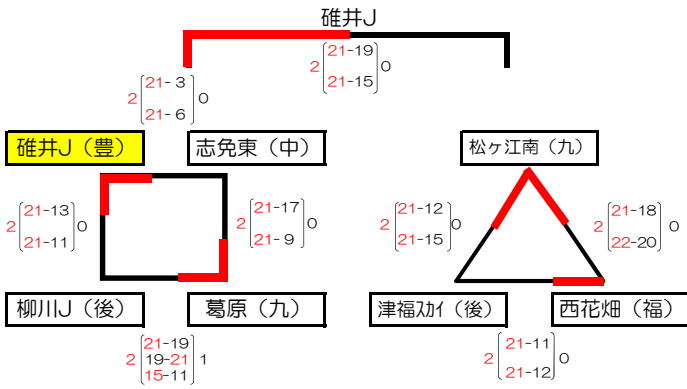 碓井J
2 21-19 0
21-15
2 21-3 0
21-6
碓井J（豊） 志免東（中） 松ヶ江南（九）
2 21-13 0
21-11
2 21-17 0
21-9
2 21-12 0
21-15
2 21-18 0
22-20
柳川J（後） 葛原（九） 津福スカイ（後） 西花畑（福）
21-19
2 19-21 1
15-11
2 21-11 0
21-12